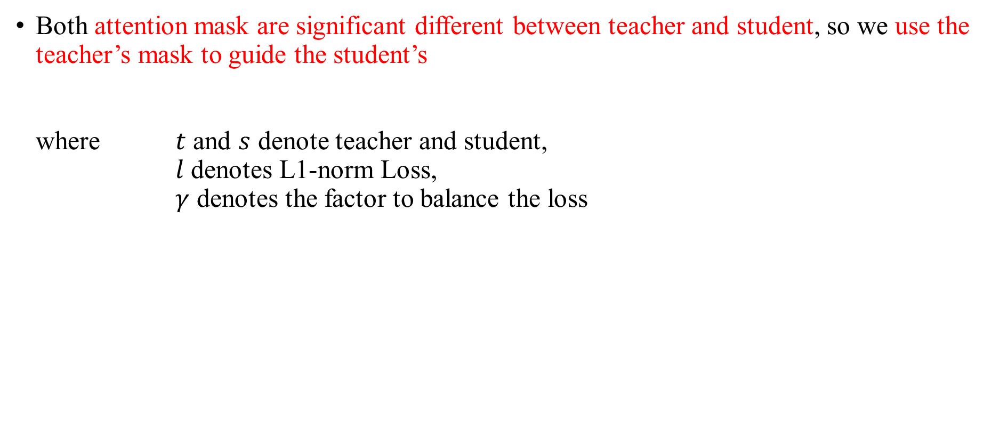 • Both attention mask are significant different between teacher and student, so we use the
teacher’s mask to guide the student’s
where t and s denote teacher and student,
l denotes L1-norm Loss,
γ denotes the factor to balance the loss